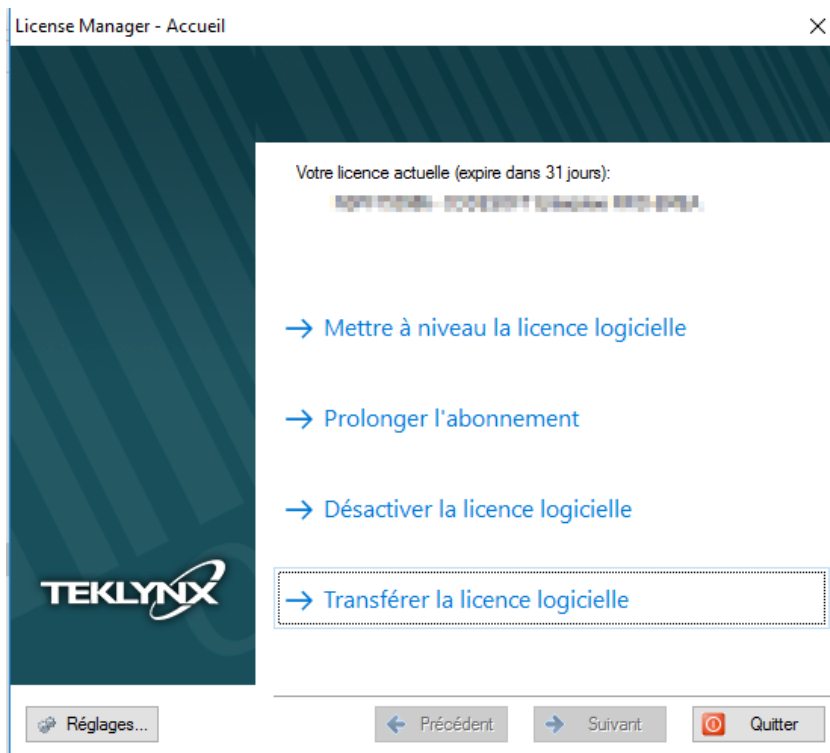 License Manager - Accueil
Votre licence actuelle (expire dans 31 jours):
Mettre à niveau la licence logicielle
Prolonger l'abonnement
Désactiver la licence logicielle
TEKLYNX
Transférer la licence logicielle
Réglages...
Précédent
Suivant
Quitter